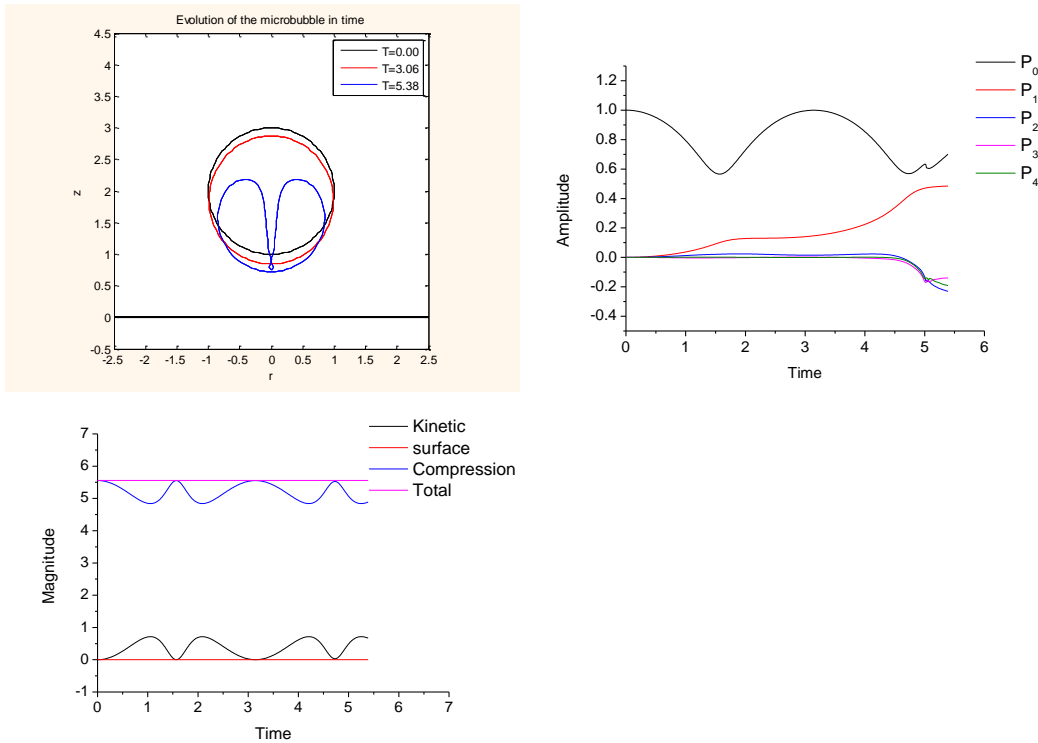 Evolution of the microbubble in time
4.5
4
3.5
3
2.5
2
1.5
1
0.5
0
-0.5
z
-2.5 -2 -1.5 -1 -0.5 0 0.5 1 1.5 2 2.5
r
T=0.00
T=3.06
T=5.38
1.2
1.0
0.8
0.6
0.4
0.2
0.0
-0.2
-0.4
Amplitude
0 1 2 3 4 5 6
Time
P0
P1
P2
P3
P4
7
6
5
4
3
2
1
0
-1
Magnitude
0 1 2 3 4 5 6 7
Time
Kinetic
surface
Compression
Total